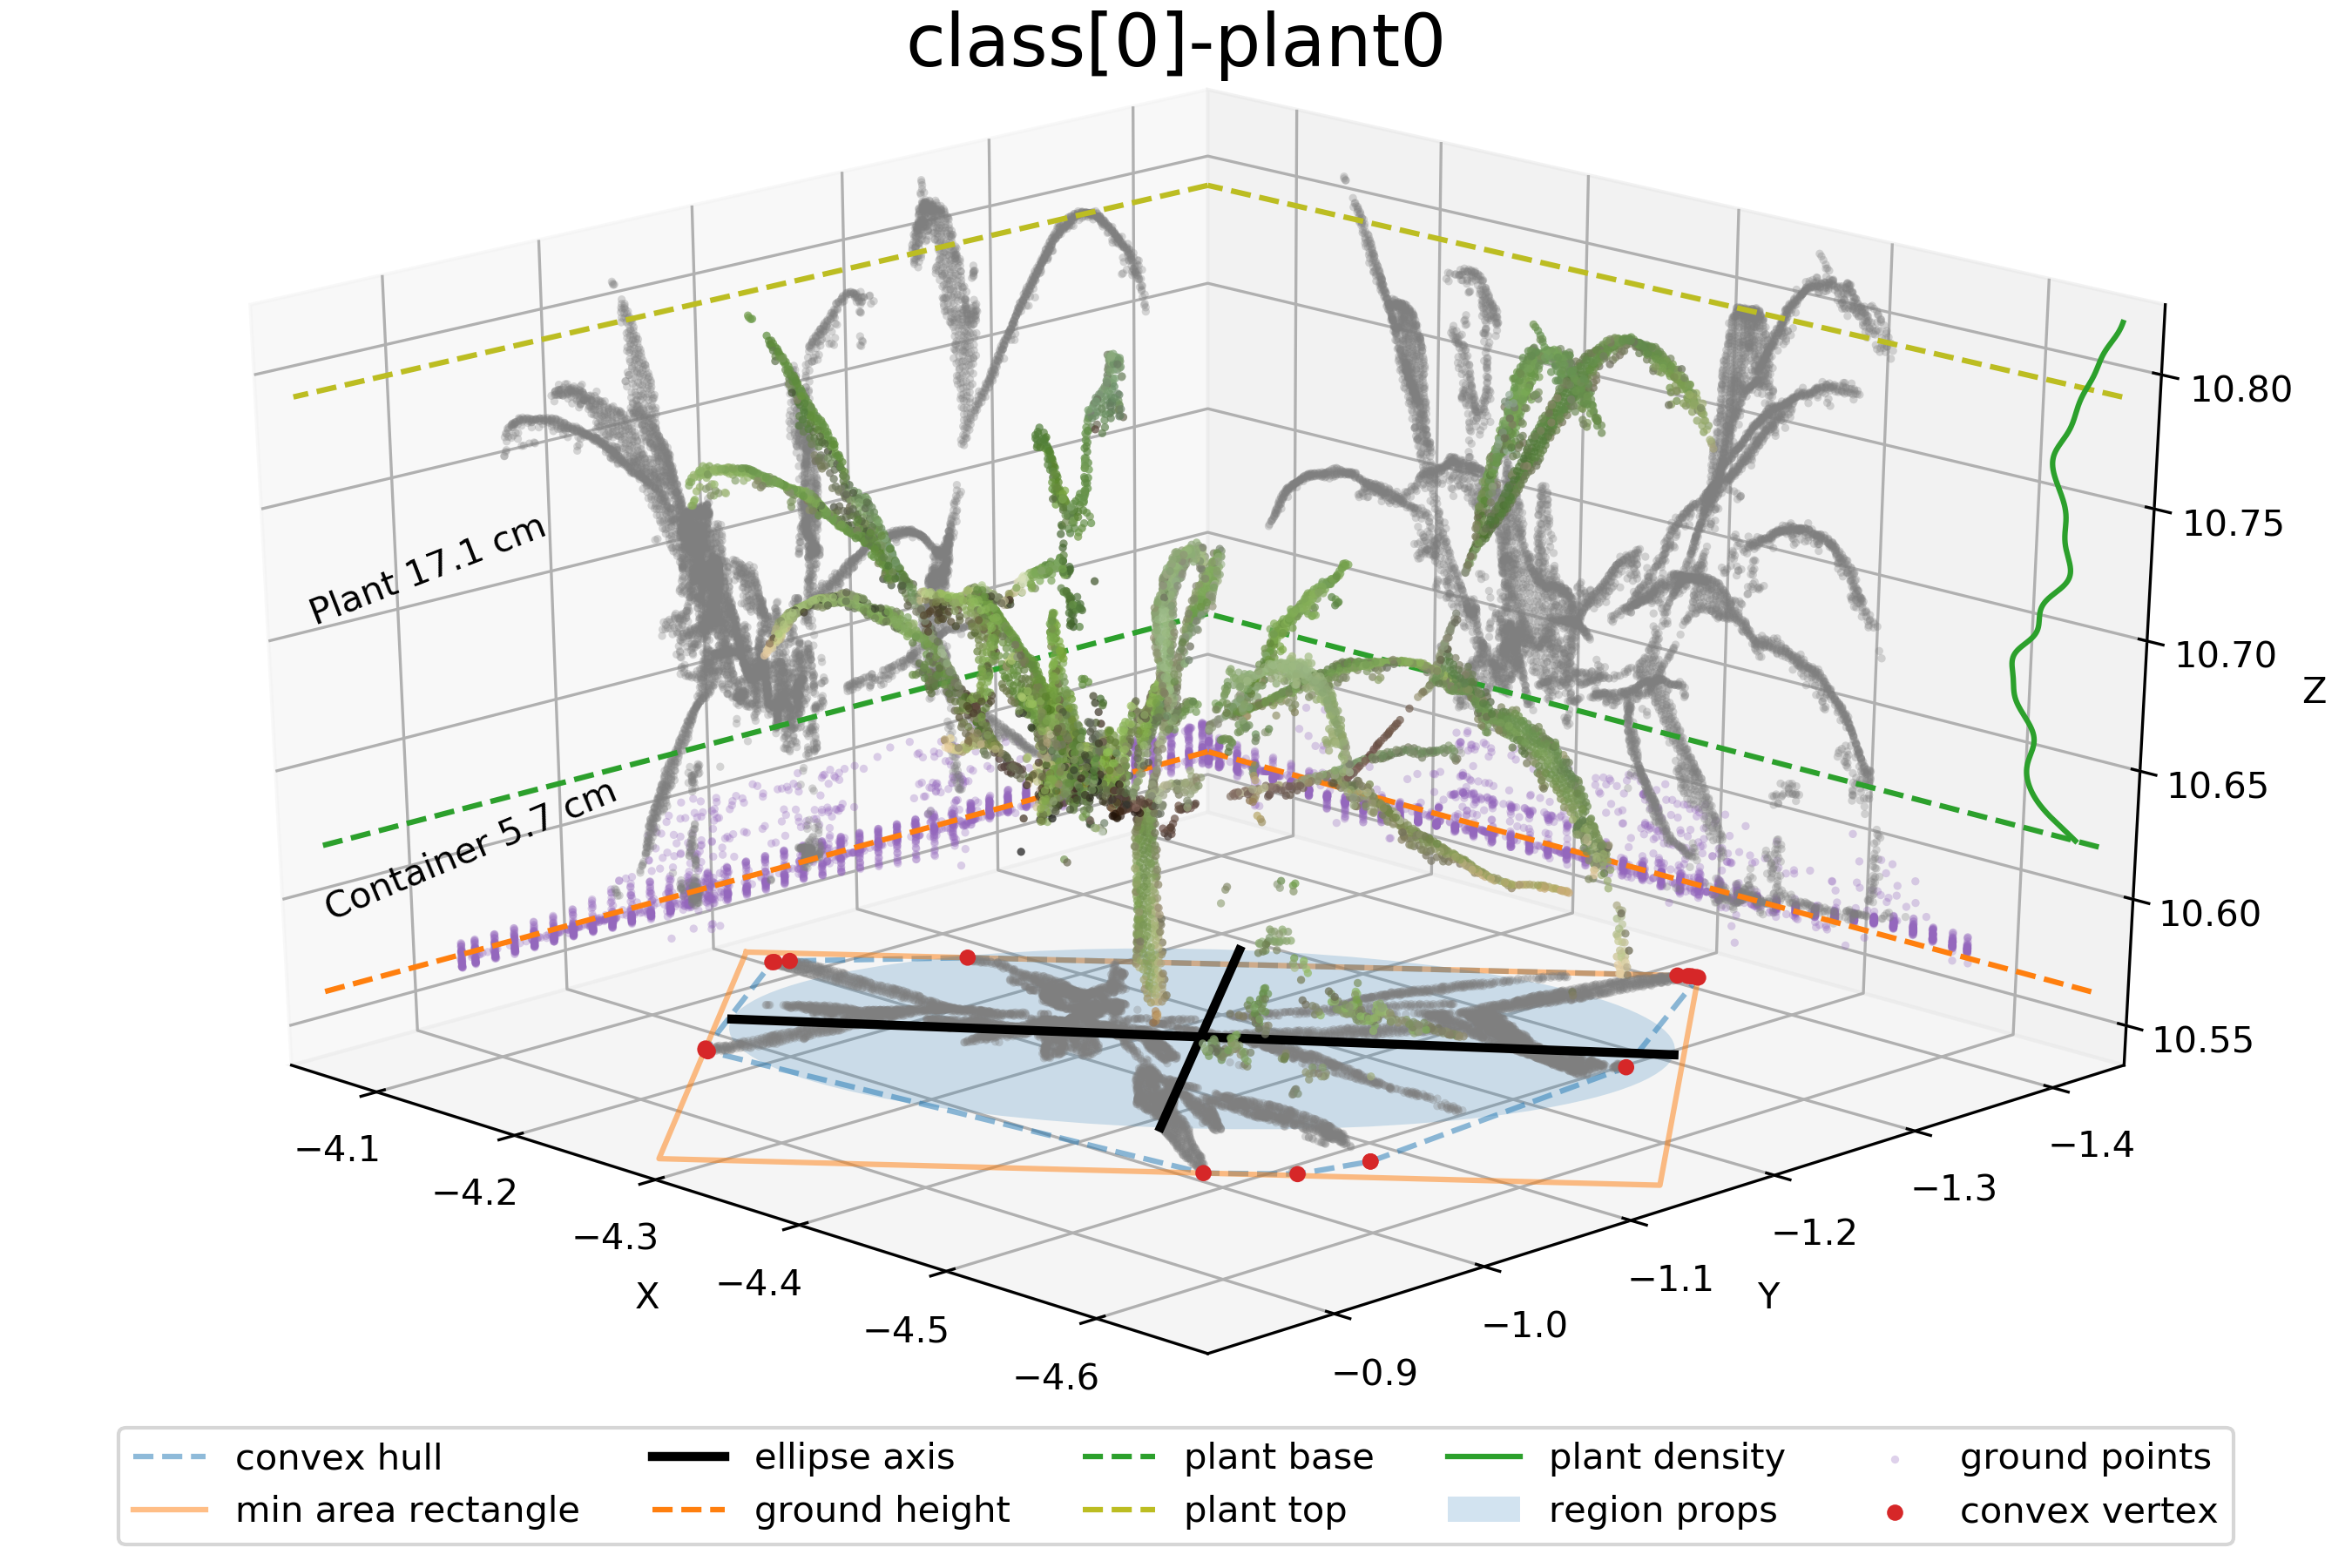 class[0]-plant0
Plant 17.1 cm
Container 5.7 cm
10.80
10.75
10.70
10.65
10.60
10.55
Z
−4.1
−4.2
−4.3
−4.4
−4.5
−4.6
X
−0.9
−1.0
−1.1
−1.2
−1.3
−1.4
Y
convex hull
min area rectangle
ellipse axis
ground height
plant base
plant top
plant density
region props
ground points
convex vertex